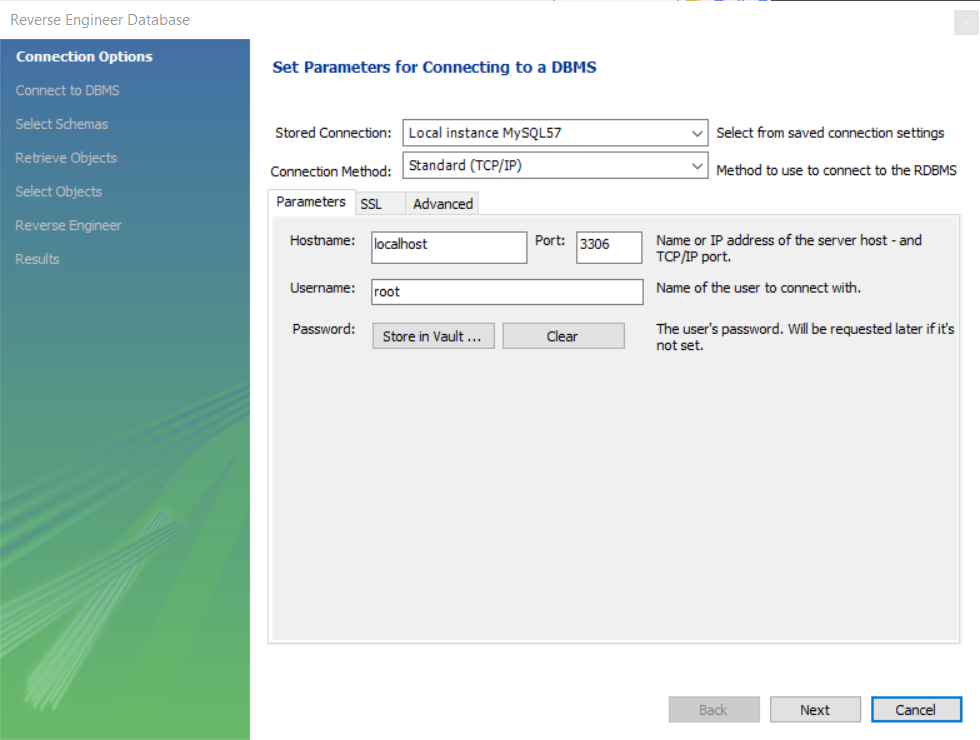 Reverse Engineer Database
Connection Options
Connect to DBMS
Select Schemas
Retrieve Objects
Select Objects
Reverse Engineer
Results
Set Parameters for Connecting to a DBMS
Stored Connection: Local instance MySQL57 Select from saved connection settings
Connection Method: Standard (TCP/IP) Method to use to connect to the RDBMS
Parameters SSL Advanced
Hostname: localhost Port: 3306 Name or IP address of the server host - and
TCP/IP port.
Username: root Name of the user to connect with.
Password: Store in Vault ... Clear The user's password. Will be requested later if it's
not set.
Back Next Cancel